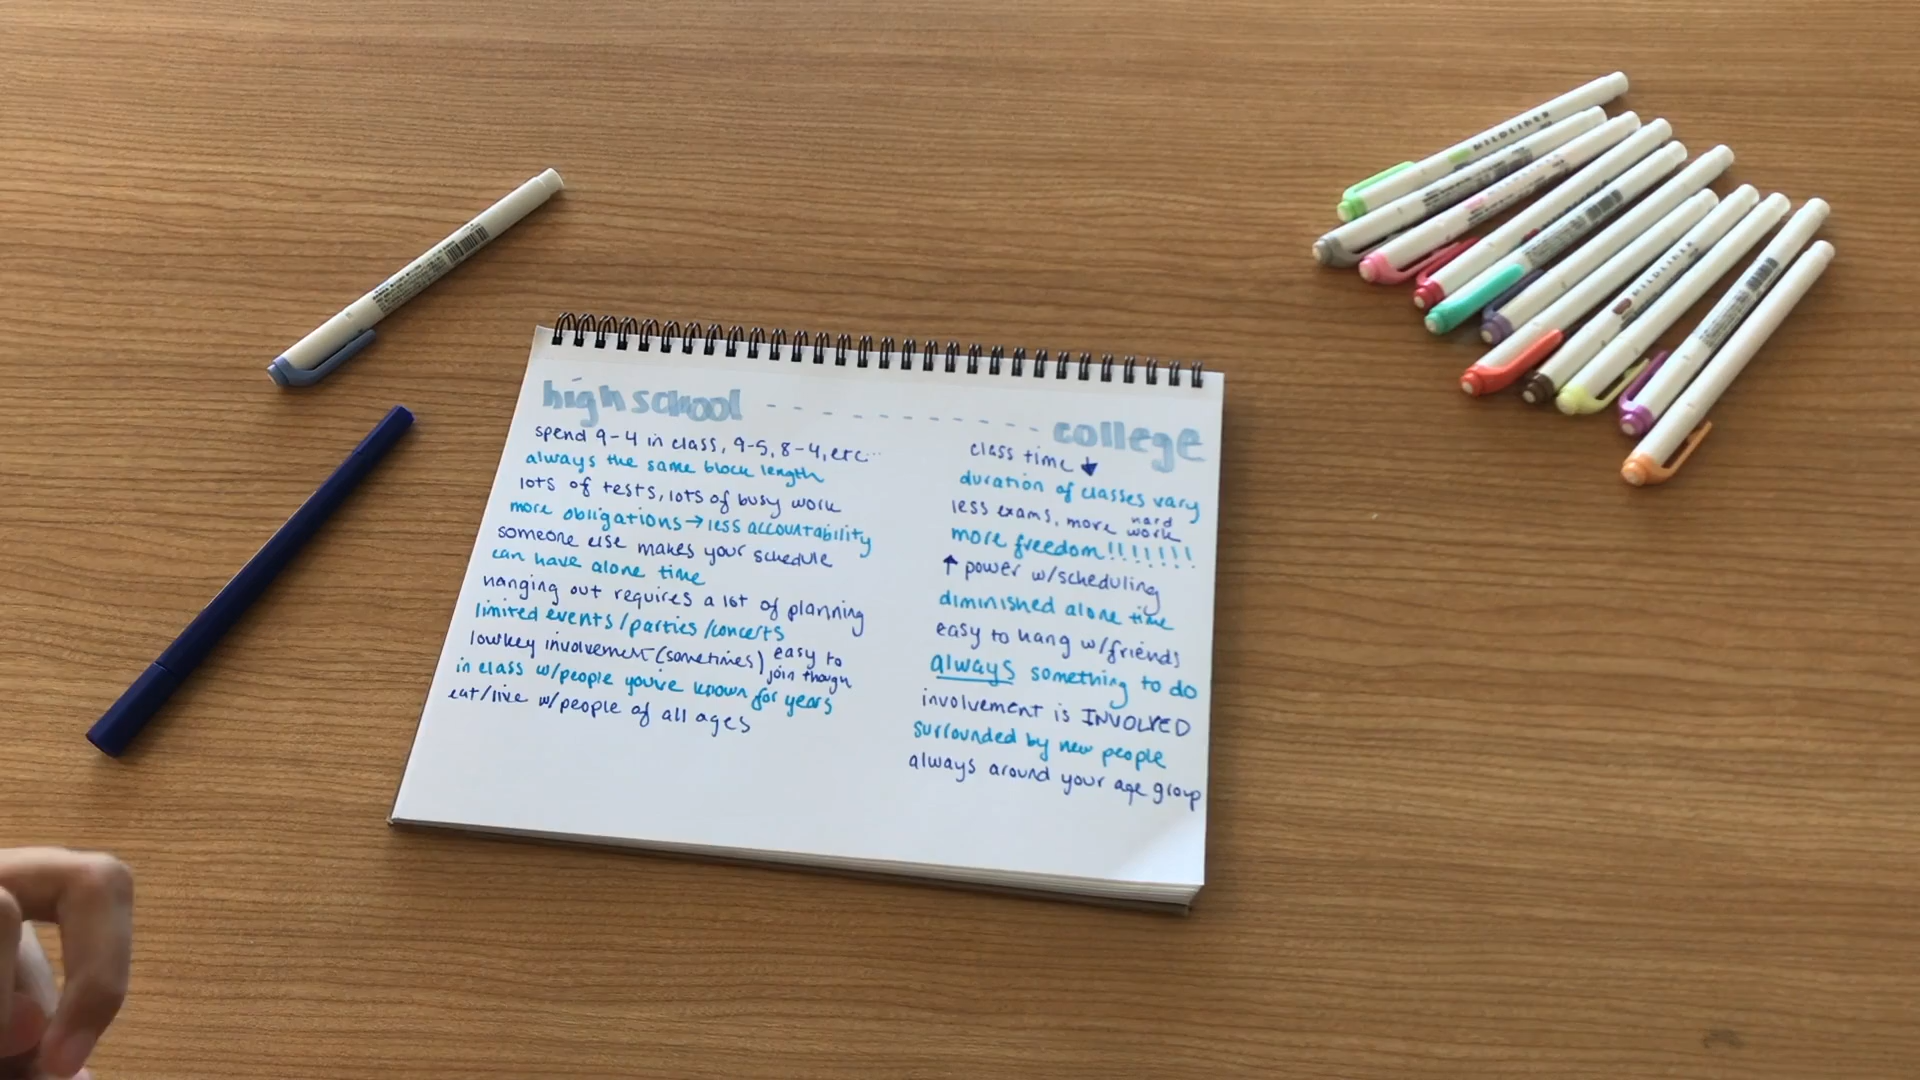 high school - - - - - - - - - - - college
spend 9-4 in class, 9-5, 8-4, etc...
always the same block length
lots of tests, lots of busy work
more obligations → less accountability
someone else makes your schedule
can have alone time
hanging out requires a lot of planning
limited events/parties/concerts
lowkey involvement (sometimes) easy to join though
in class w/people you've known for years
eat/live w/people of all ages
class time ↓
duration of classes vary
less exams, more hard work
more freedom!!!!!!!
↑ power w/scheduling
diminished alone time
easy to hang w/friends
always something to do
involvement is INVOLVED
surrounded by new people
always around your age group
MILDLINER
MILDLINER